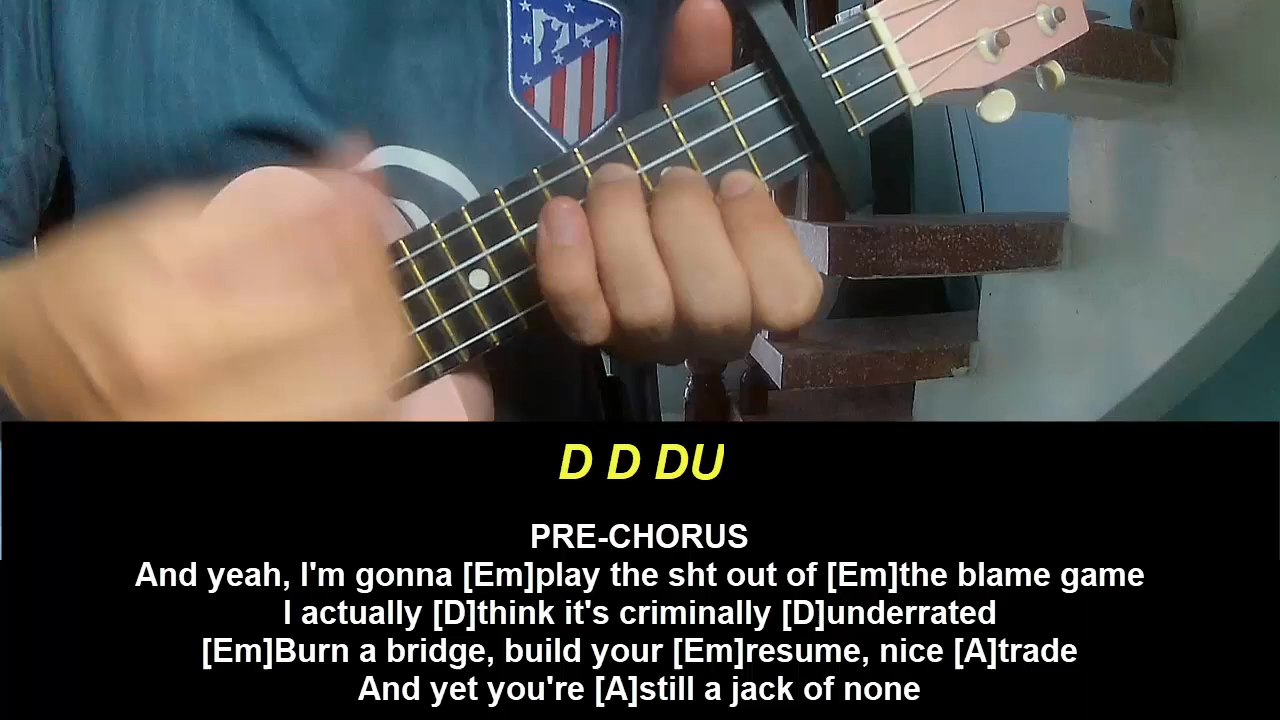 D D DU
PRE-CHORUS
And yeah, I'm gonna [Em]play the sht out of [Em]the blame game
I actually [D]think it's criminally [D]underrated
[Em]Burn a bridge, build your [Em]resume, nice [A]trade
And yet you're [A]still a jack of none